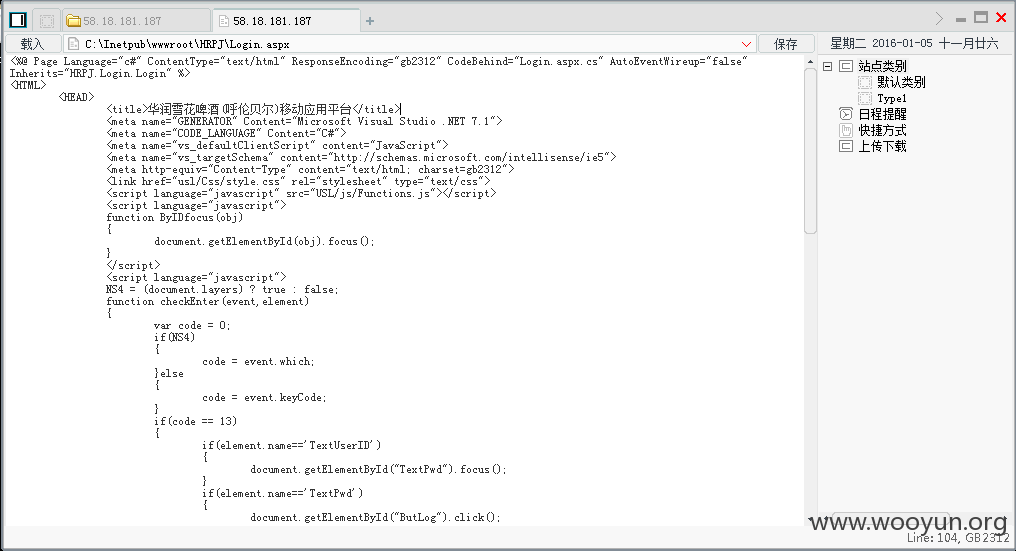 58.18.181.187
58.18.181.187
载入
C:\Inetpub\wwwroot\HRPJ\Login.aspx
保存
星期二 2016-01-05 十一月廿六
<%@ Page Language="c#" ContentType="text/html" ResponseEncoding="gb2312" CodeBehind="Login.aspx.cs" AutoEventWireup="false"
Inherits="HRPJ.Login.Login" %>
<HTML>
<HEAD>
<title>华润雪花啤酒(呼伦贝尔)移动应用平台</title>
<meta name="GENERATOR" Content="Microsoft Visual Studio .NET 7.1">
<meta name="CODE_LANGUAGE" Content="C#">
<meta name="vs_defaultClientScript" content="JavaScript">
<meta name="vs_targetSchema" content="http://schemas.microsoft.com/intellisense/ie5">
<meta http-equiv="Content-Type" content="text/html; charset=gb2312">
<link href="usl/Css/style.css" rel="stylesheet" type="text/css">
<script language="javascript" src="USL/js/Functions.js"></script>
<script language="javascript">
function ByIDfocus(obj)
{
document.getElementById(obj).focus();
}
</script>
<script language="javascript">
NS4 = (document.layers) ? true : false;
function checkEnter(event,element)
{
var code = 0;
if(NS4)
{
code = event.which;
}else
{
code = event.keyCode;
}
if(code == 13)
{
if(element.name=='TextUserID')
{
document.getElementById("TextPwd").focus();
}
if(element.name=='TextPwd')
{
document.getElementById("ButLog").click();
站点类别
默认类别
Type1
日程提醒
快捷方式
上传下载
www.wooyun.org
Line: 104, GB2312